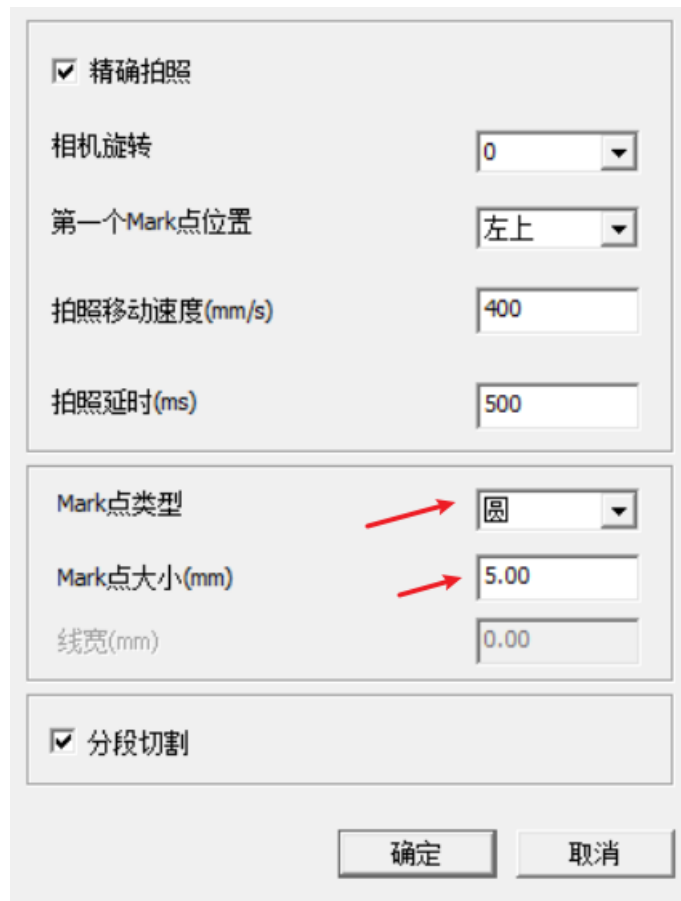 精确拍照
相机旋转 0
第一个Mark点位置 左上
拍照移动速度(mm/s) 400
拍照延时(ms) 500
Mark点类型 圆
Mark点大小(mm) 5.00
线宽(mm) 0.00
分段切割
确定 取消